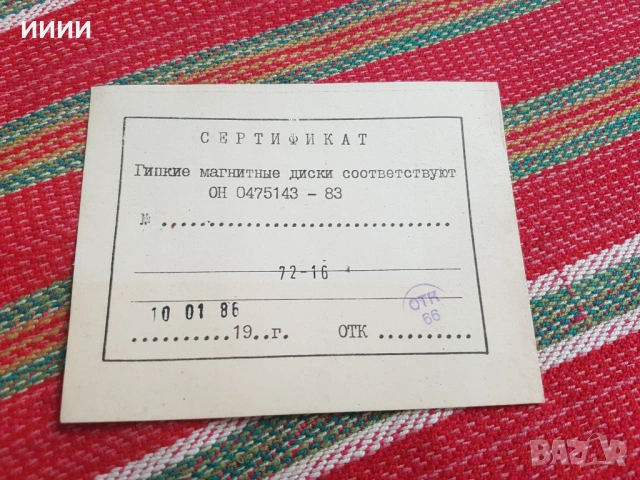 ииии
СЕРТИФИКАТ
Гипкие магнитные диски соответствуют
ОН 0475143 - 83
№ ................................
72-16
10 01 86
ОТК
66
..........19..г. ОТК ............
BAZAR